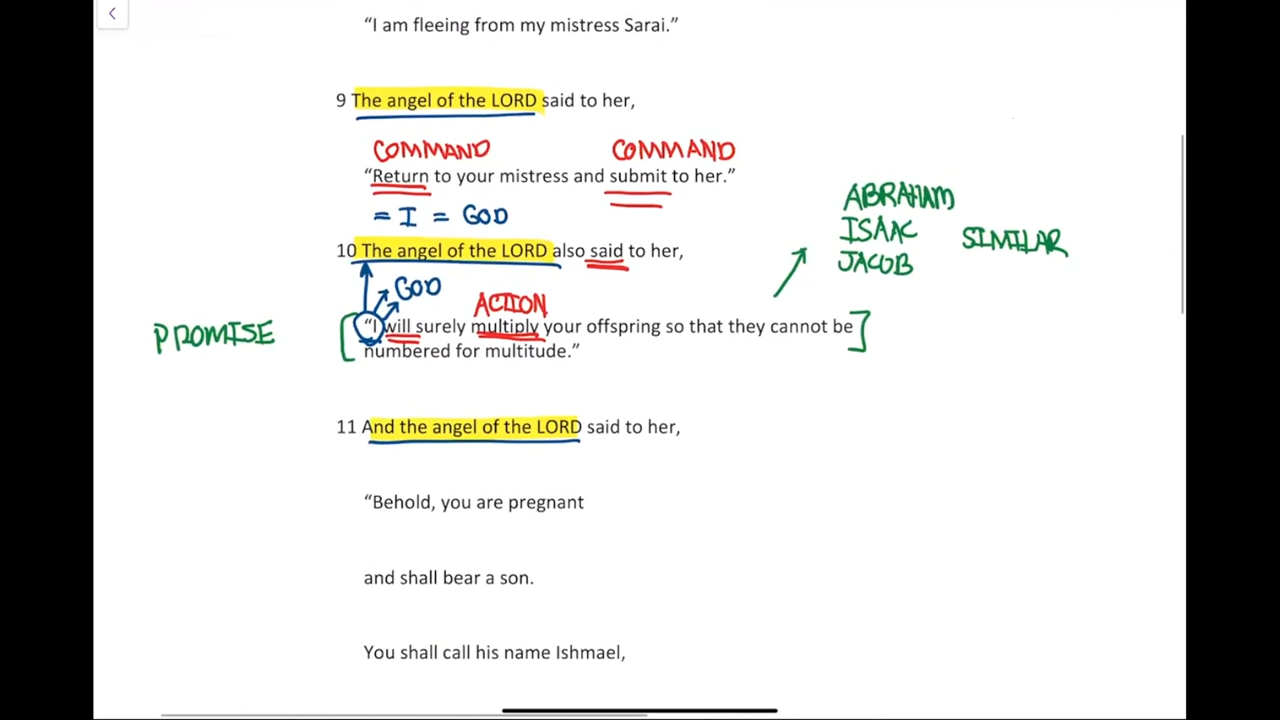 “I am fleeing from my mistress Sarai.”
9 The angel of the LORD said to her,
COMMAND COMMAND
“Return to your mistress and submit to her.”
= I = GOD
ABRAHAM
ISAAC SIMILAR
JACOB
10 The angel of the LORD also said to her,
GOD
ACTION
PROMISE
[“I will surely multiply your offspring so that they cannot be]
numbered for multitude.”
11 And the angel of the LORD said to her,
“Behold, you are pregnant
and shall bear a son.
You shall call his name Ishmael,